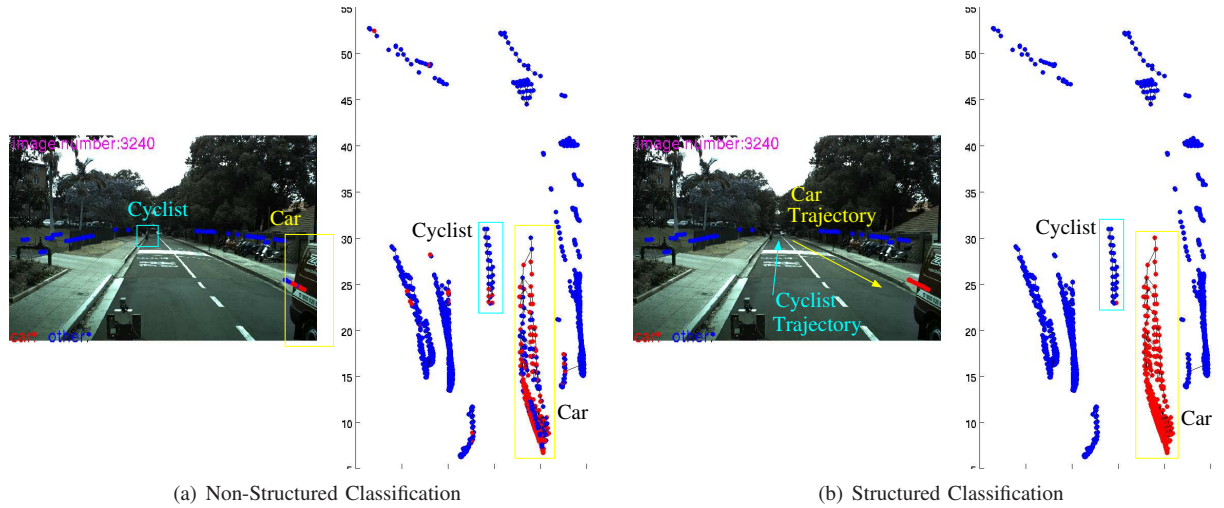 55
50
45
40
35
30
25
20
15
10
5
image number:3240
Cyclist
Car
car* other*
Cyclist
Car
(a) Non-Structured Classification
55
50
45
40
35
30
25
20
15
10
5
image number:3240
Car
Trajectory
Cyclist
Trajectory
car* other*
Cyclist
Car
(b) Structured Classification